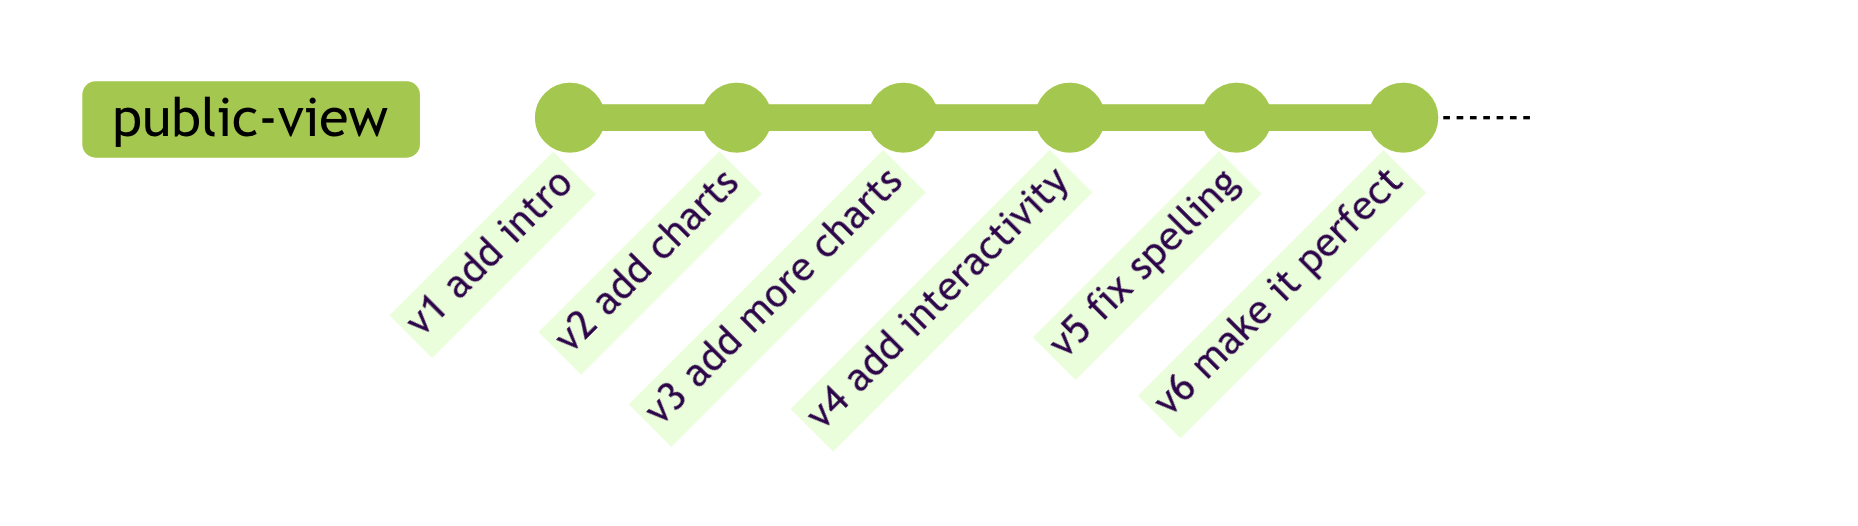 public-view
v1 add intro
v2 add charts
v3 add more charts
v4 add interactivity
v5 fix spelling
v6 make it perfect